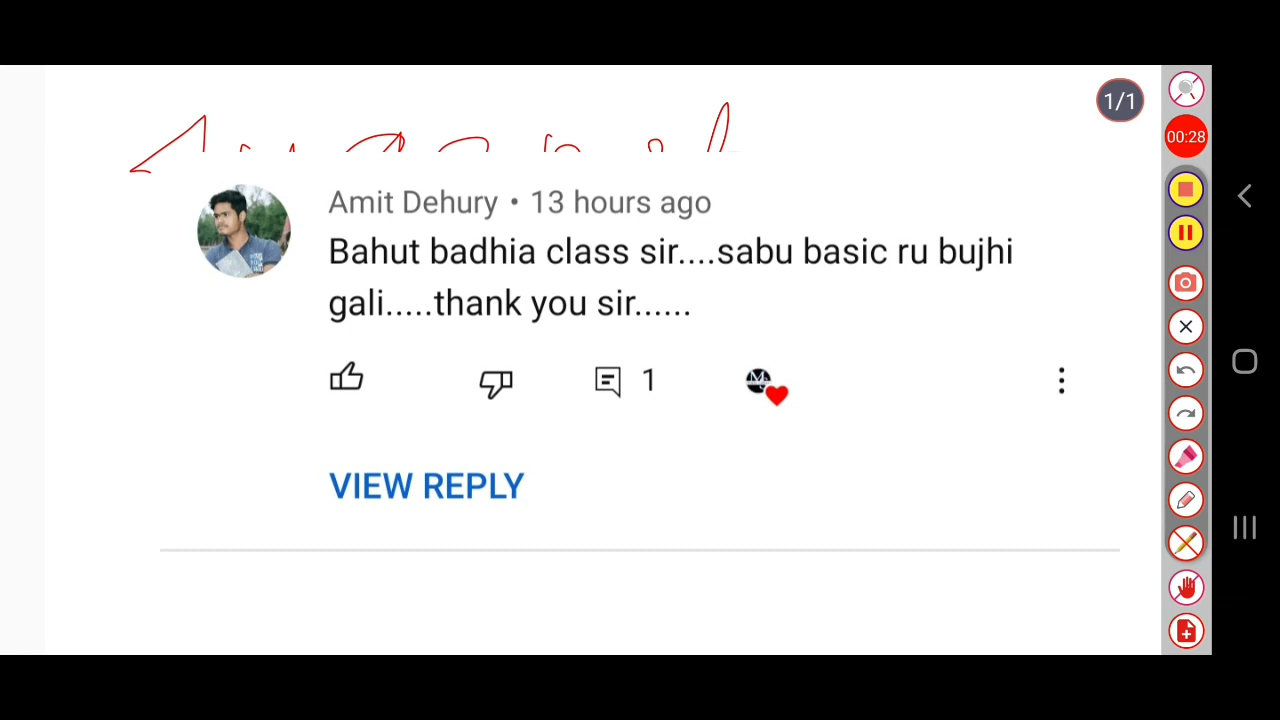 1/1
00:28
Amit Dehury • 13 hours ago
Bahut badhia class sir....sabu basic ru bujhi
gali.....thank you sir......
1
VIEW REPLY